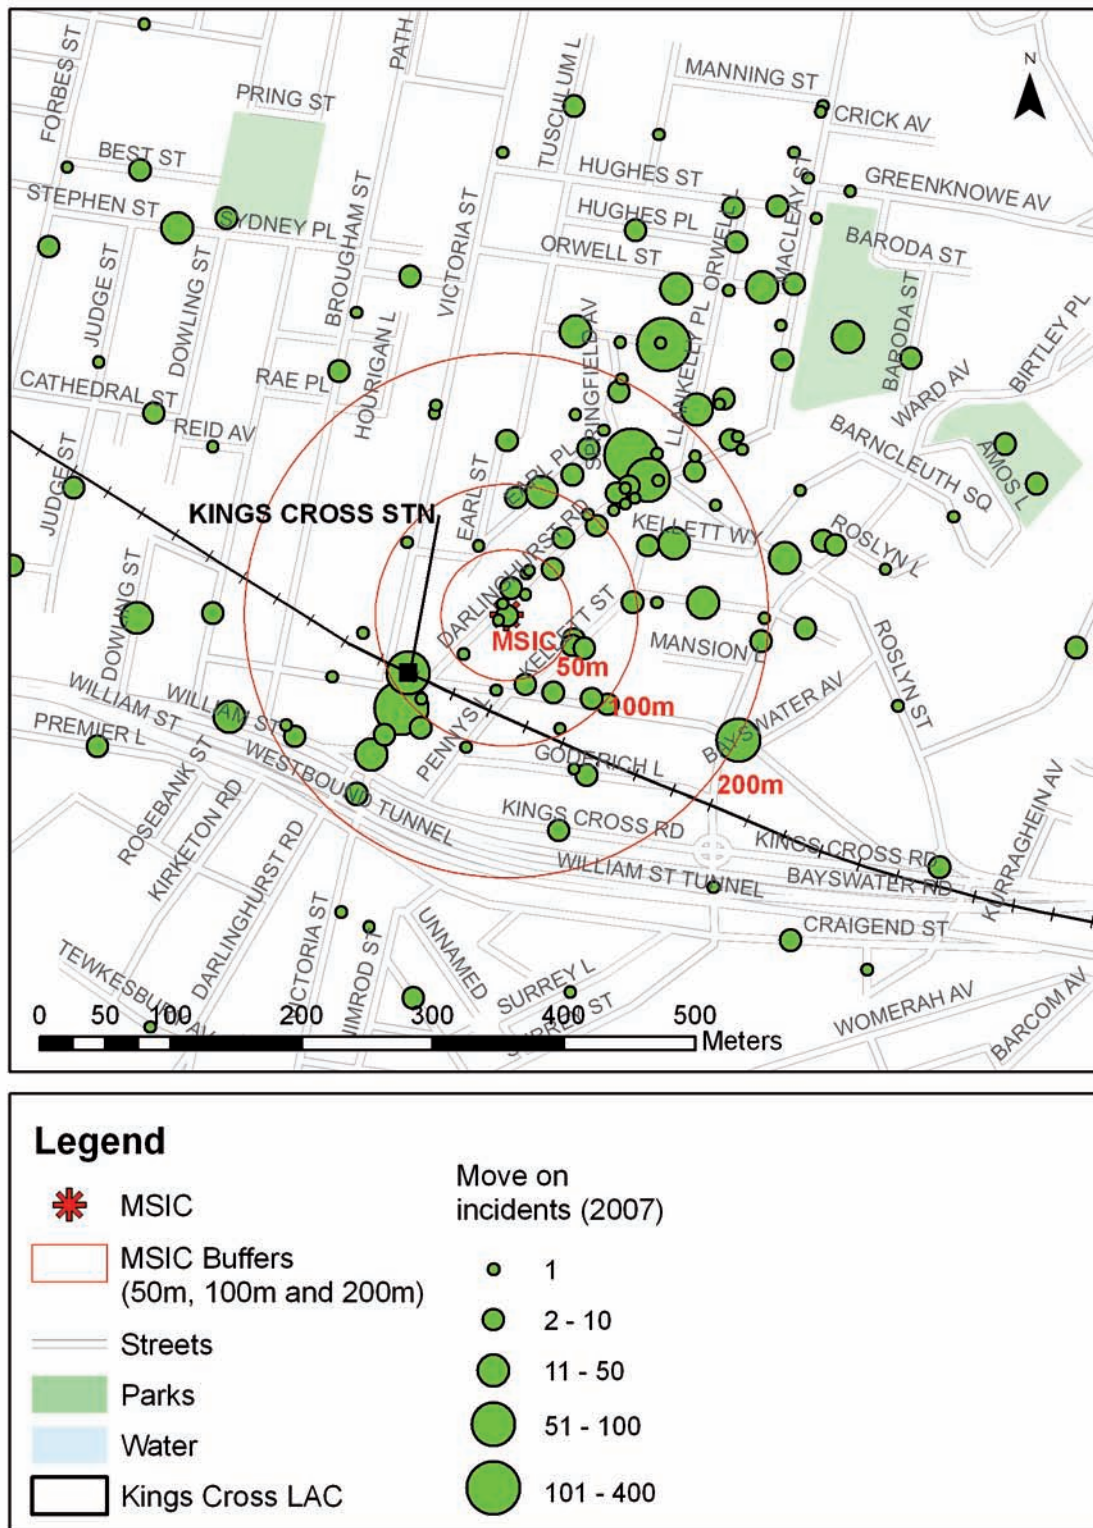 N
PATH
FORBES ST
TUSCULUM L
MANNING ST
PRING ST
CRICK AV
BEST ST
HUGHES ST
GREENKNOWE AV
STEPHEN ST
SYDNEY PL
BROUGHAM ST
VICTORIA ST
HUGHES PL
ORWELL L
MACLEAY ST
BARODA ST
ORWELL ST
JUDGE ST
DOWLING ST
HOURIGAN L
SPRINGFIELD AV
LLANKELLY PL
BARODA ST
BIRTLEY PL
RAE PL
CATHEDRAL ST
WARD AV
REID AV
BARNCLEUTH SQ
AMOS L
JUDGE ST
EARL ST
EARL PL
KINGS CROSS STN
DARLINGHURST RD
KELLETT WY
ROSLYN L
DOWLING ST
KELLETT ST
MSIC
MANSION L
50m
ROSLYN ST
100m
WILLIAM ST
WILLIAM ST
PREMIER L
PENNYS L
BAYSWATER AV
GODERICH L
200m
ROSEBANK ST
WESTBOUND TUNNEL
KIRKETON RD
KINGS CROSS RD
KINGS CROSS RD
KURRAGHEIN AV
WILLIAM ST TUNNEL
BAYSWATER RD
DARLINGHURST RD
CRAIGEND ST
VICTORIA ST
NIMROD ST
UNNAMED
TEWKESBURY AV
SURREY L
SURREY ST
WOMERAH AV
BARCOM AV
0 50 100 200 300 400 500
Meters
Legend
MSIC
MSIC Buffers
(50m, 100m and 200m)
Streets
Parks
Water
Kings Cross LAC
Move on
incidents (2007)
1
2 - 10
11 - 50
51 - 100
101 - 400